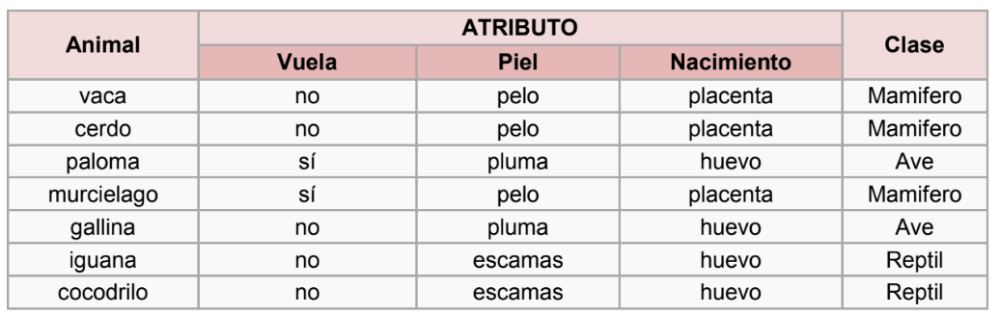 Animal ATRIBUTO Clase
Vuela Piel Nacimiento
vaca no pelo placenta Mamifero
cerdo no pelo placenta Mamifero
paloma sí pluma huevo Ave
murcielago sí pelo placenta Mamifero
gallina no pluma huevo Ave
iguana no escamas huevo Reptil
cocodrilo no escamas huevo Reptil